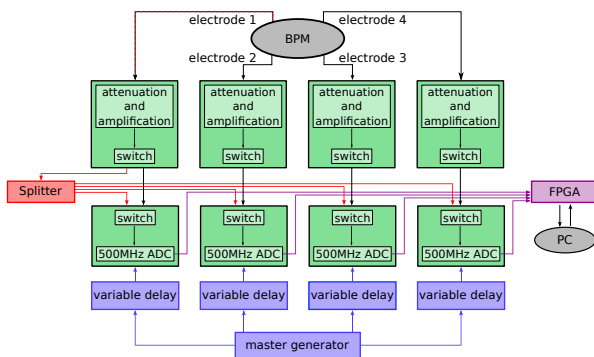 electrode 1
electrode 4
BPM
electrode 2
electrode 3
attenuation
and
amplification
switch
attenuation
and
amplification
switch
attenuation
and
amplification
switch
attenuation
and
amplification
switch
Splitter
FPGA
switch
500MHz ADC
switch
500MHz ADC
switch
500MHz ADC
switch
500MHz ADC
PC
variable delay
variable delay
variable delay
variable delay
master generator